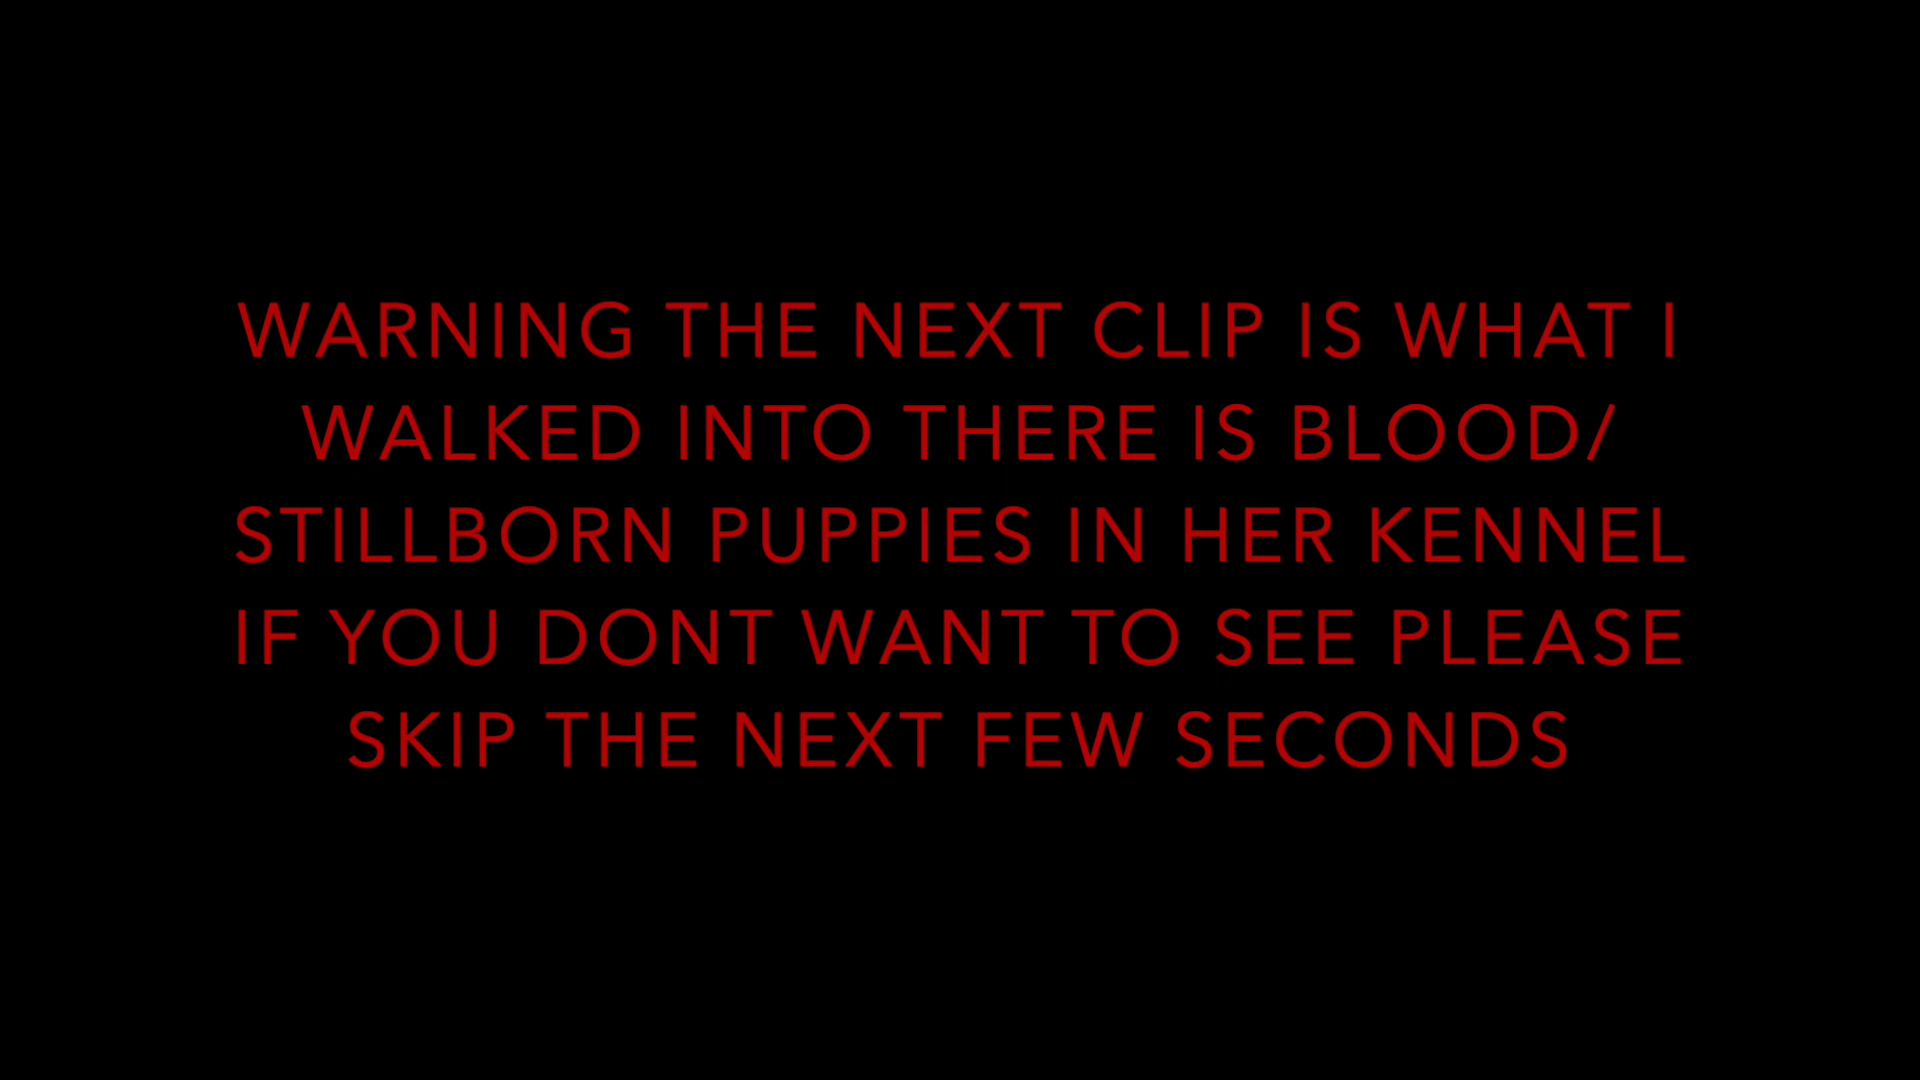 WARNING THE NEXT CLIP IS WHAT I
WALKED INTO THERE IS BLOOD/
STILLBORN PUPPIES IN HER KENNEL
IF YOU DONT WANT TO SEE PLEASE
SKIP THE NEXT FEW SECONDS